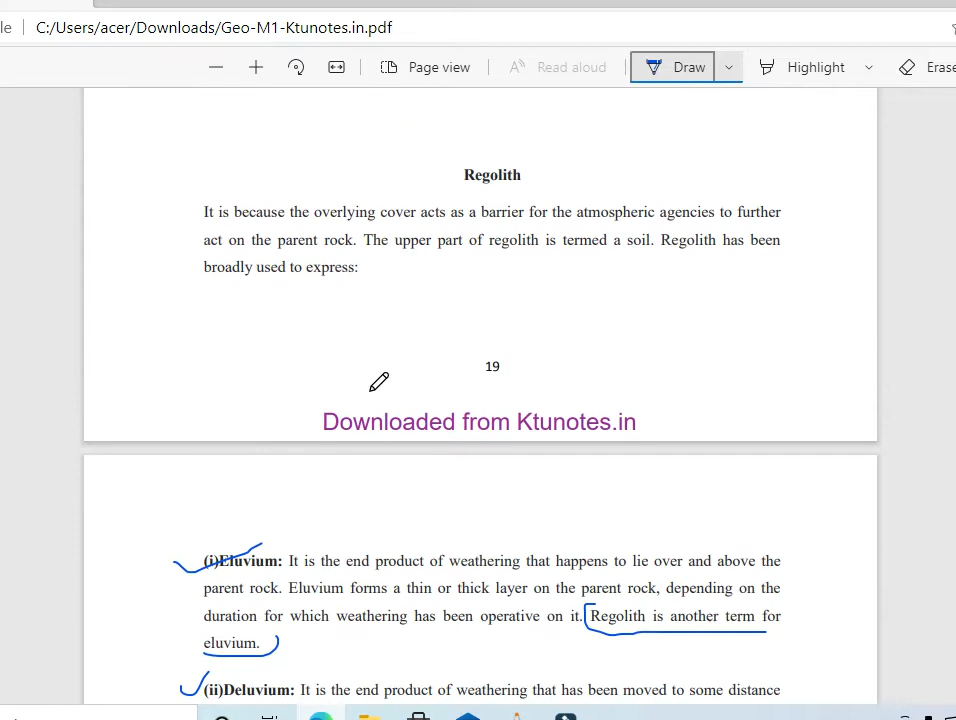 le C:/Users/acer/Downloads/Geo-M1-Ktunotes.in.pdf
Page view Read aloud Draw Highlight Erase
Regolith
It is because the overlying cover acts as a barrier for the atmospheric agencies to further
act on the parent rock. The upper part of regolith is termed a soil. Regolith has been
broadly used to express:
19
Downloaded from Ktunotes.in
(i)Eluvium: It is the end product of weathering that happens to lie over and above the
parent rock. Eluvium forms a thin or thick layer on the parent rock, depending on the
duration for which weathering has been operative on it. Regolith is another term for
eluvium.
(ii)Deluvium: It is the end product of weathering that has been moved to some distance